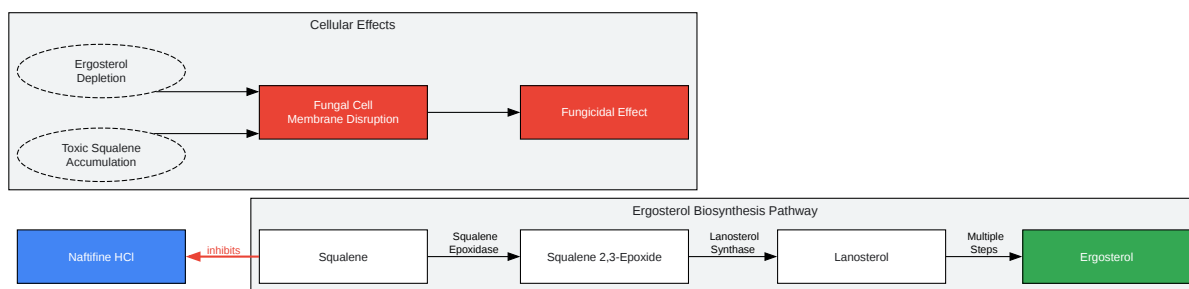 Cellular Effects
Ergosterol
Depletion
Fungal Cell
Membrane Disruption
Fungicidal Effect
Toxic Squalene
Accumulation
Ergosterol Biosynthesis Pathway
Naftifine HCl
inhibits
Squalene
Squalene
Epoxidase
Squalene 2,3-Epoxide
Lanosterol
Synthase
Lanosterol
Multiple
Steps
Ergosterol